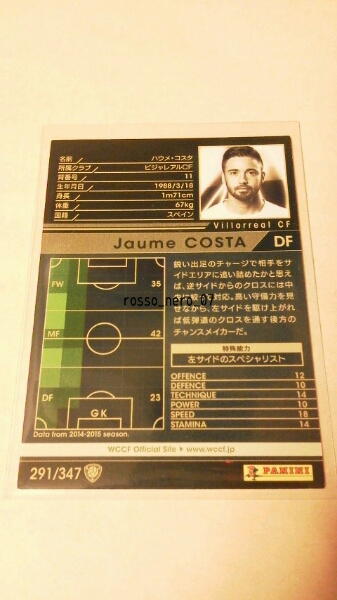 名前 ハウメ・コスタ
所属クラブ ビジャレアルCF
背番号 11
生年月日 1988/3/18
身長 1m71cm
体重 67kg
国籍 スペイン
Villarreal CF
Jaume COSTA DF
FW 35
MF 42
DF 23
GK
Data from 2014-2015 season.
鋭い出足のチャージで相手をサ
イドエリアに追い詰めたかと思え
ば、逆サイドからのクロスには中
対応。高い守備力を見
せながら、左サイドを駆け上がれ
ば低弾道のクロスを通す後方の
チャンスメイカーだ。
rosso_nero_07
特殊能力
左サイドのスペシャリスト
OFFENCE 12
DEFENCE 10
TECHNIQUE 14
POWER 10
SPEED 18
STAMINA 14
WCCF Official Site www.wccf.jp
291/347
PANINI